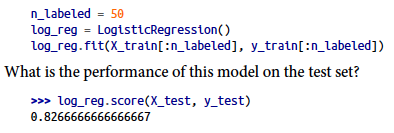 n_labeled = 50
log_reg = LogisticRegression()
log_reg.fit(X_train[:n_labeled], y_train[:n_labeled])
What is the performance of this model on the test set?
>>> log_reg.score(X_test, y_test)
0.8266666666666667